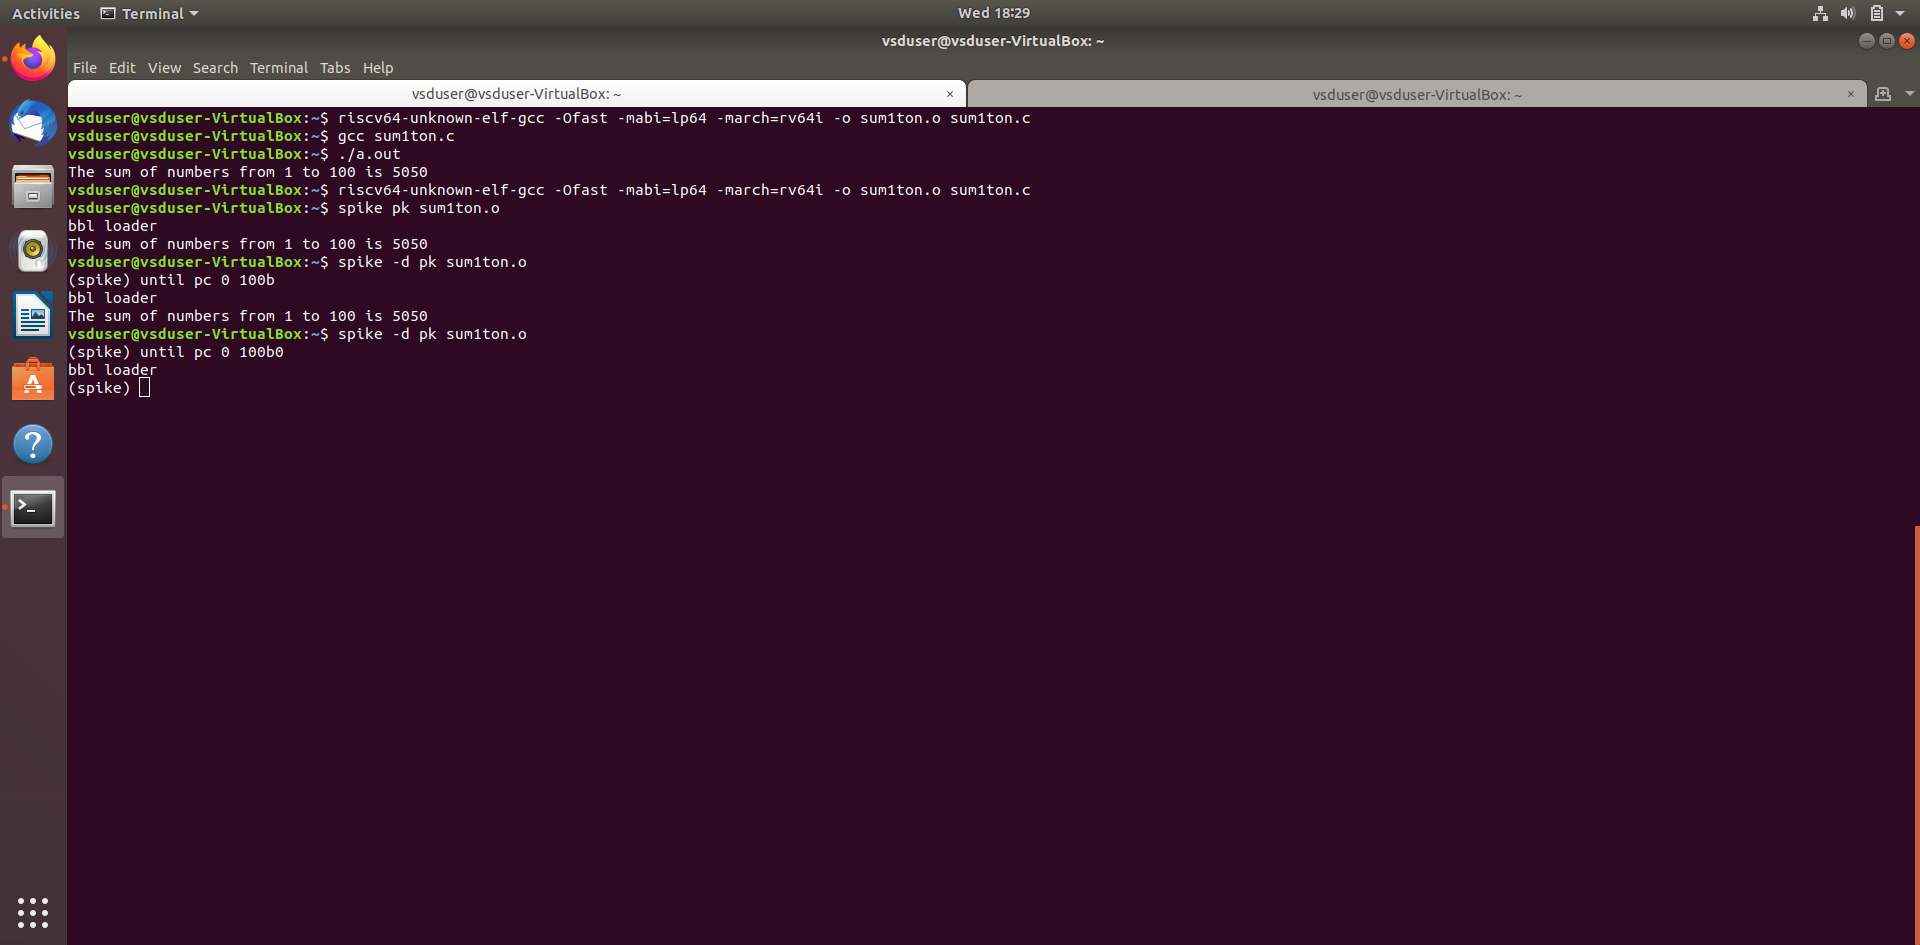 Activities Terminal Wed 18:29
vsduser@vsduser-VirtualBox: ~
File Edit View Search Terminal Tabs Help
vsduser@vsduser-VirtualBox: ~ × vsduser@vsduser-VirtualBox: ~ ×
vsduser@vsduser-VirtualBox:~$ riscv64-unknown-elf-gcc -Ofast -mabi=lp64 -march=rv64i -o sum1ton.o sum1ton.c
vsduser@vsduser-VirtualBox:~$ gcc sum1ton.c
vsduser@vsduser-VirtualBox:~$ ./a.out
The sum of numbers from 1 to 100 is 5050
vsduser@vsduser-VirtualBox:~$ riscv64-unknown-elf-gcc -Ofast -mabi=lp64 -march=rv64i -o sum1ton.o sum1ton.c
vsduser@vsduser-VirtualBox:~$ spike pk sum1ton.o
bbl loader
The sum of numbers from 1 to 100 is 5050
vsduser@vsduser-VirtualBox:~$ spike -d pk sum1ton.o
(spike) until pc 0 100b
bbl loader
The sum of numbers from 1 to 100 is 5050
vsduser@vsduser-VirtualBox:~$ spike -d pk sum1ton.o
(spike) until pc 0 100b0
bbl loader
(spike)